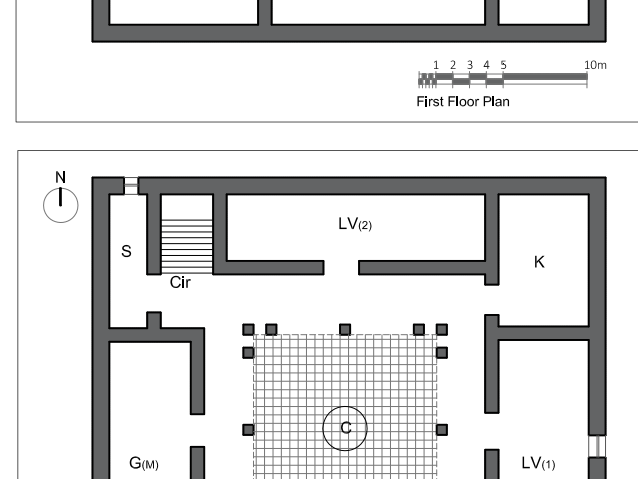 1 2 3 4 5 10m
First Floor Plan
N
LV(2)
S
K
Cir
C
G(M)
LV(1)